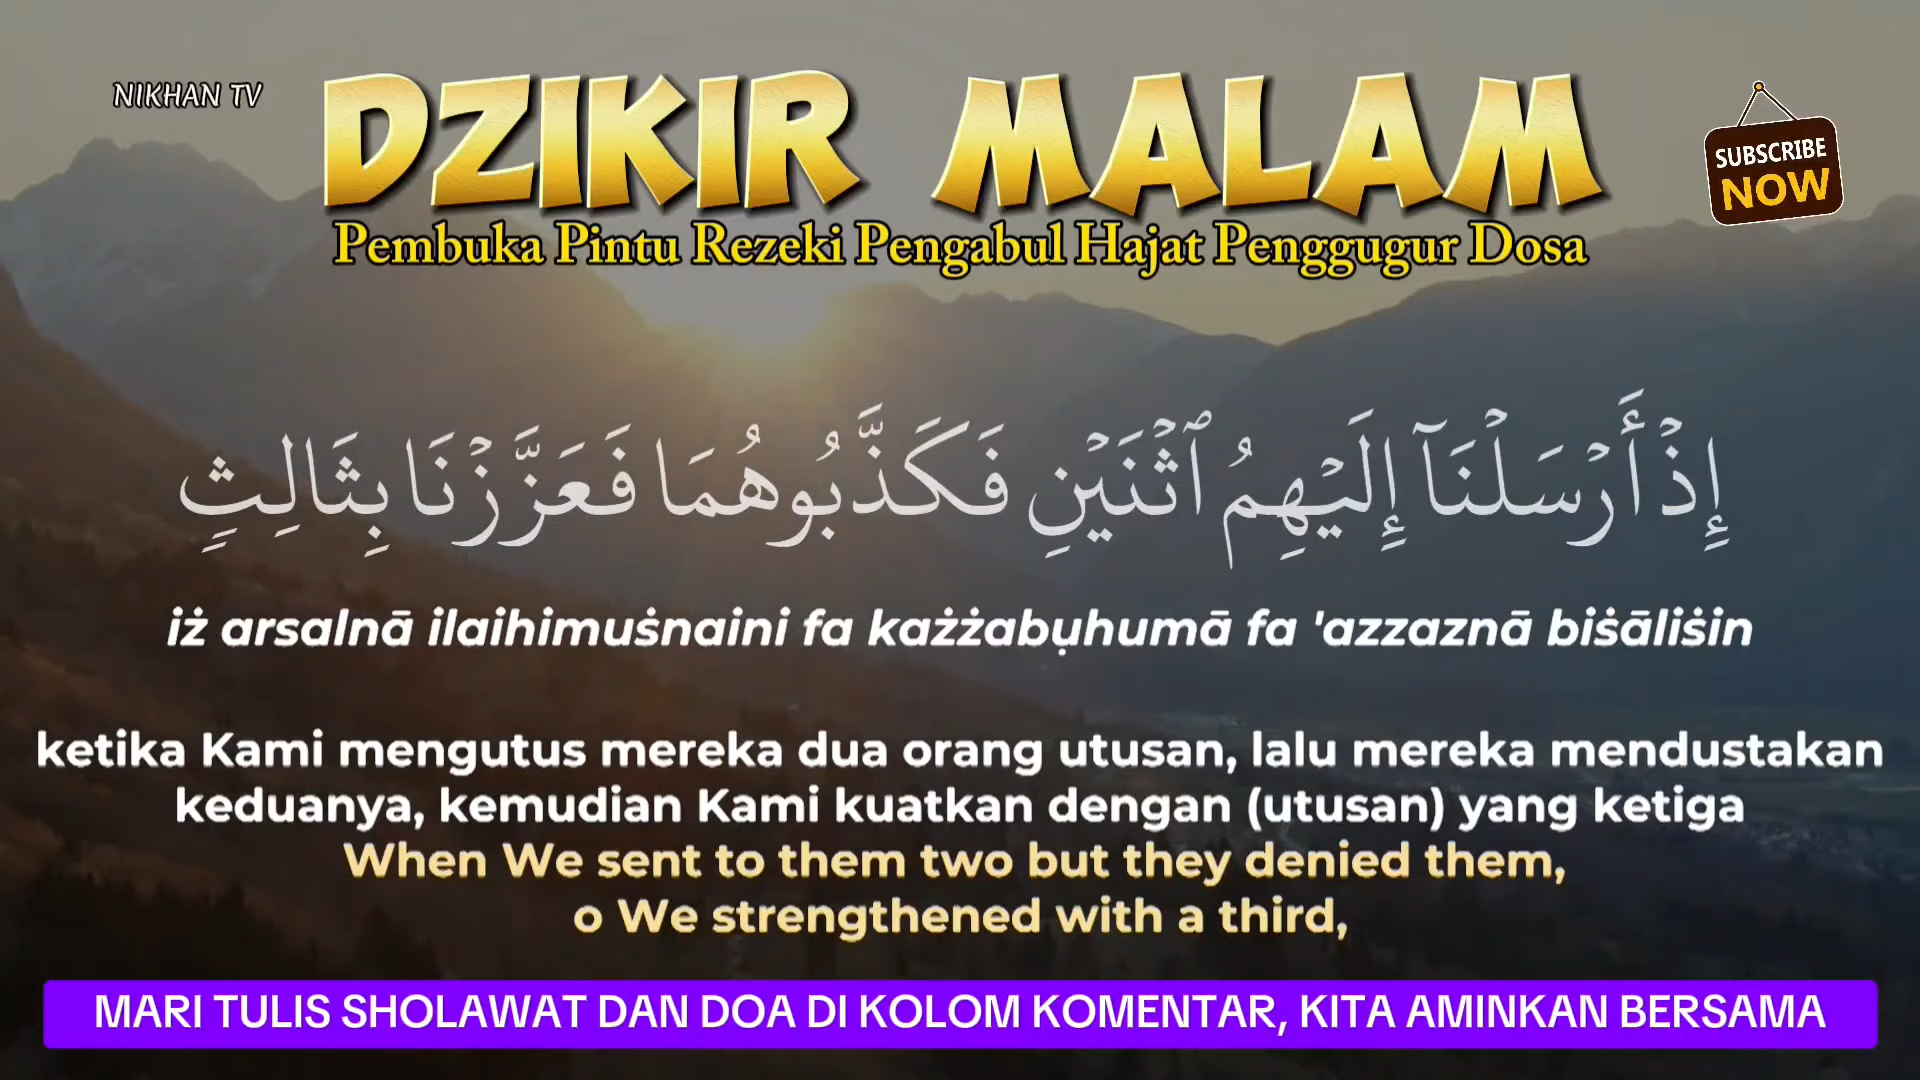 NIKHAN TV
DZIKIR MALAM
SUBSCRIBE
NOW
Pembuka Pintu Rezeki Pengabul Hajat Penggugur Dosa
إِذْ أَرْسَلْنَآ إِلَيْهِمُ ٱثْنَيْنِ فَكَذَّبُوهُمَا فَعَزَّزْنَا بِثَالِثٍ
iż arsalnā ilaihimuṡnaini fa każżabụhumā fa 'azzaznā biṡāliṡin
ketika Kami mengutus mereka dua orang utusan, lalu mereka mendustakan
keduanya, kemudian Kami kuatkan dengan (utusan) yang ketiga
When We sent to them two but they denied them,
o We strengthened with a third,
MARI TULIS SHOLAWAT DAN DOA DI KOLOM KOMENTAR, KITA AMINKAN BERSAMA